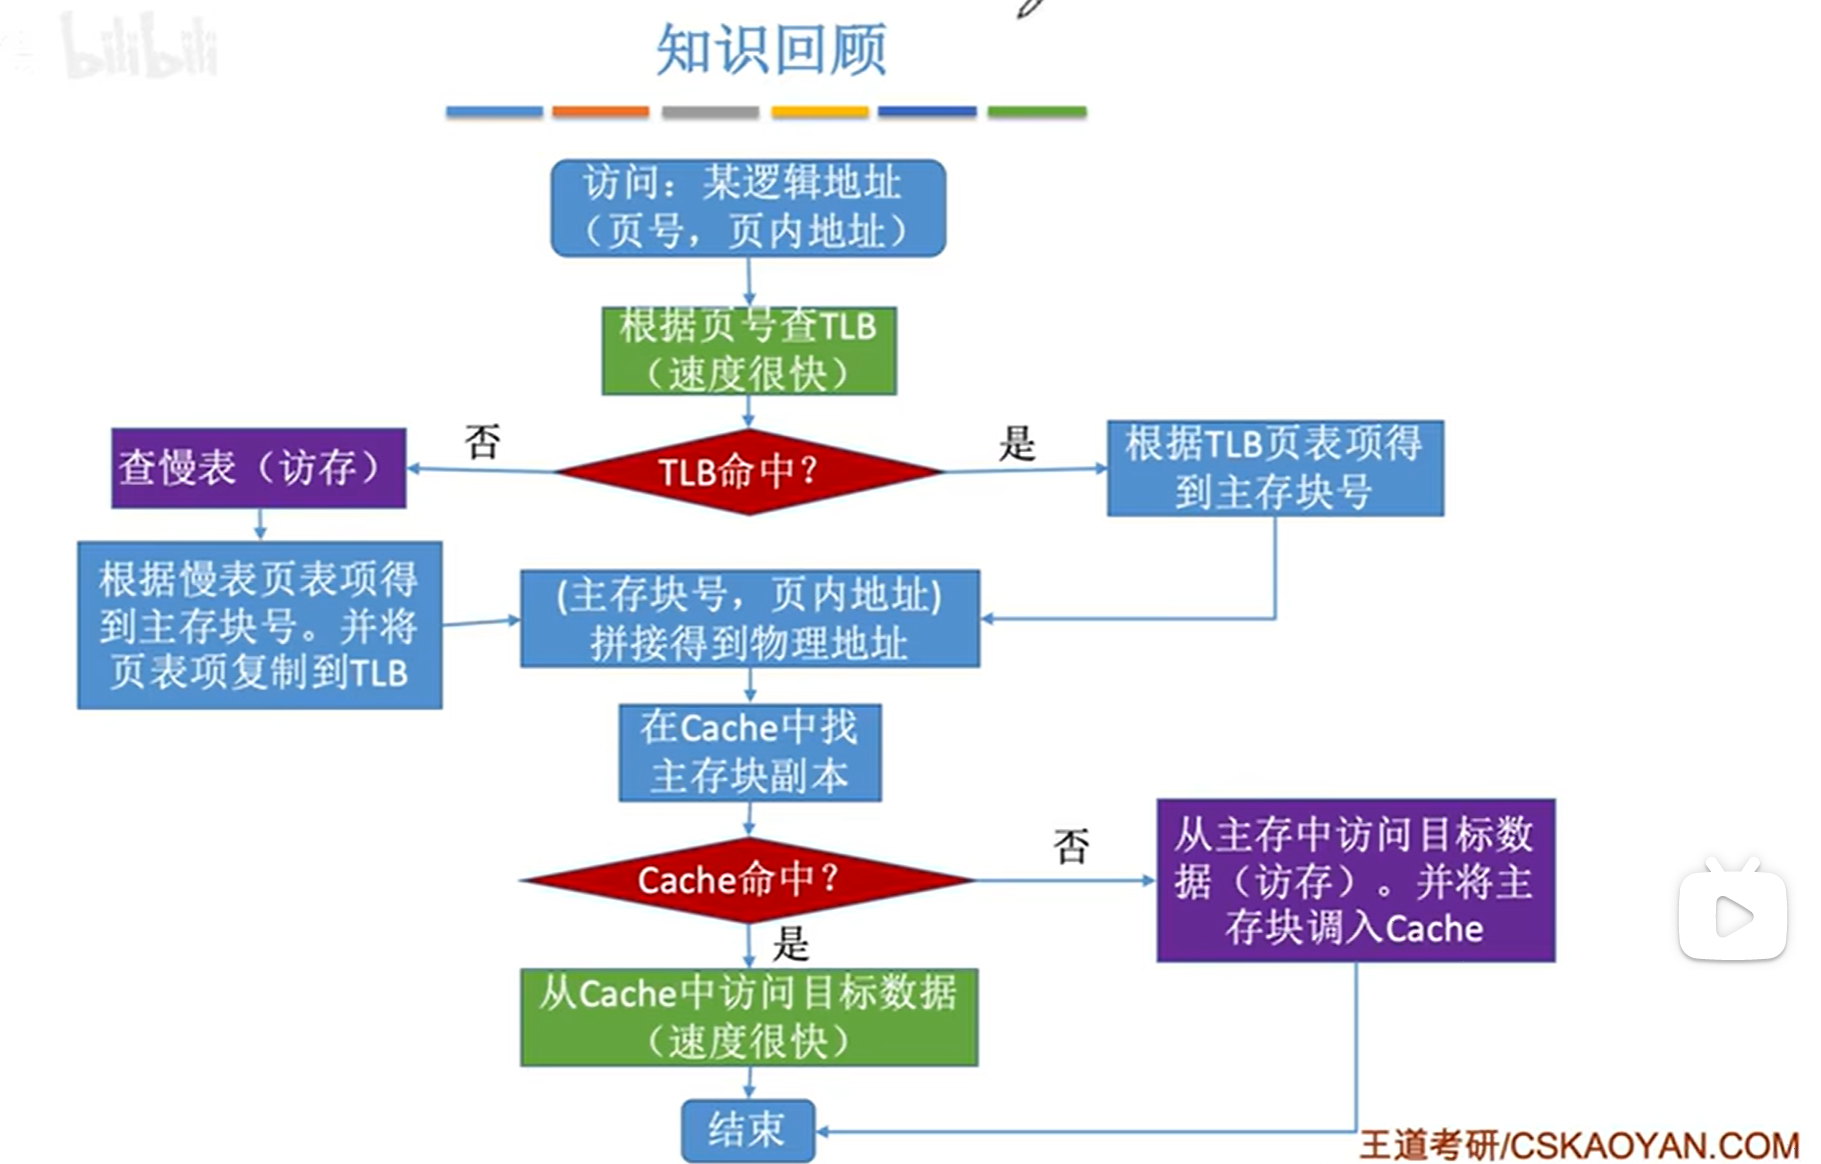 bilibili
知识回顾
访问：某逻辑地址
（页号，页内地址）
根据页号查TLB
（速度很快）
否
TLB命中？
是
查慢表（访存）
根据TLB页表项得
到主存块号
根据慢表页表项得
到主存块号。并将
页表项复制到TLB
(主存块号，页内地址)
拼接得到物理地址
在Cache中找
主存块副本
Cache命中？
否
从主存中访问目标数
据（访存）。并将主
存块调入Cache
是
从Cache中访问目标数据
（速度很快）
结束
王道考研/CSKAOYAN.COM